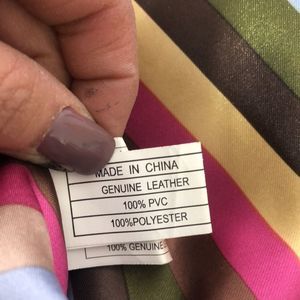 MADE IN CHINA
GENUINE LEATHER
100% PVC
100%POLYESTER
100% GENUINE